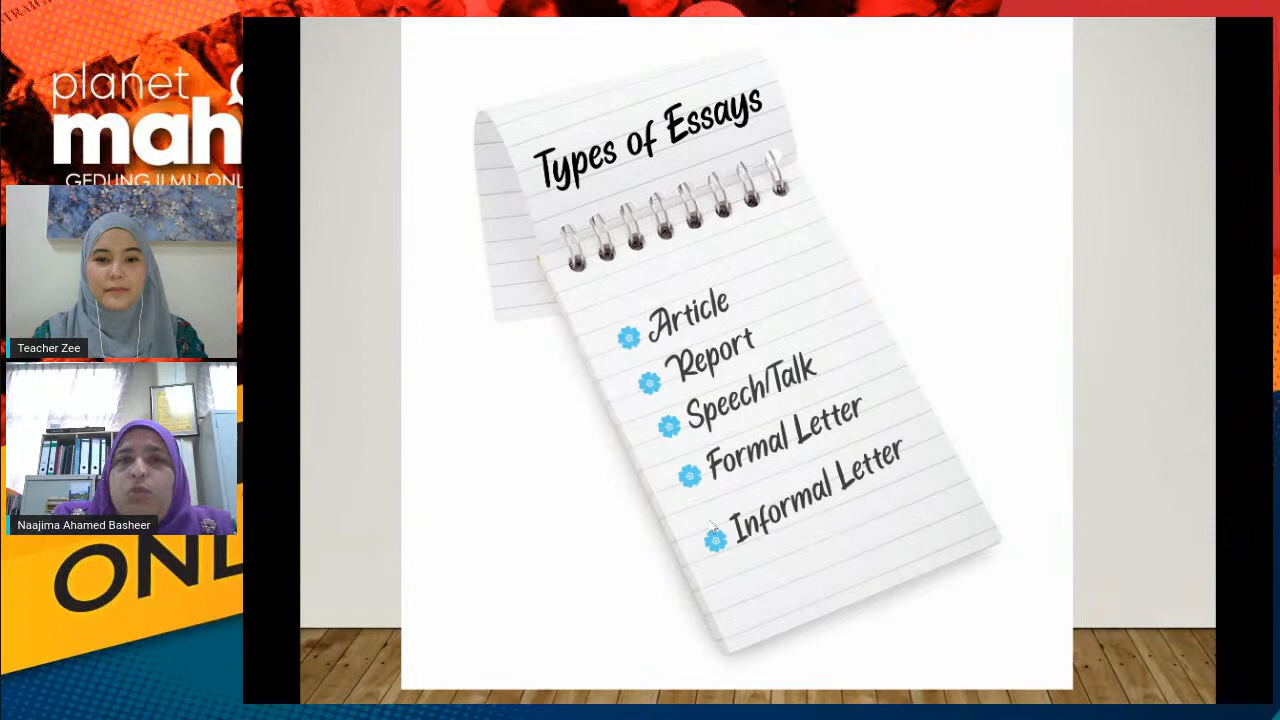 planet
mah
GEDUNG ILMU ONL
Teacher Zee
Naajima Ahamed Basheer
ONL
Types of Essays
Article
Report
Speech/Talk
Formal Letter
Informal Letter